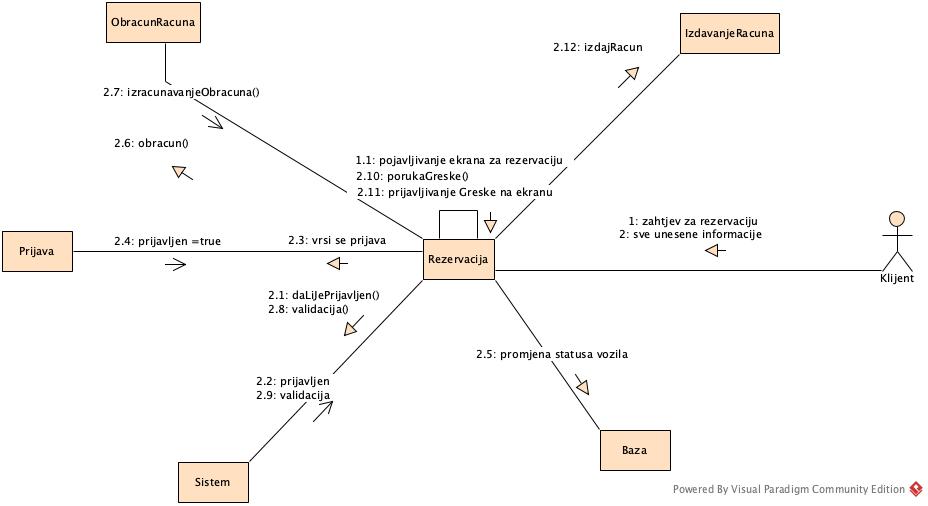 ObracunRacuna
IzdavanjeRacuna
2.12: izdajRacun
2.7: izracunavanjeObracuna()
2.6: obracun()
1.1: pojavljivanje ekrana za rezervaciju
2.10: porukaGreske()
2.11: prijavljivanje Greske na ekranu
1: zahtjev za rezervaciju
2: sve unesene informacije
2.4: prijavljen =true
2.3: vrsi se prijava
Prijava
Rezervacija
Klijent
2.1: daLiJePrijavljen()
2.8: validacija()
2.5: promjena statusa vozila
2.2: prijavljen
2.9: validacija
Baza
Sistem
Powered By Visual Paradigm Community Edition